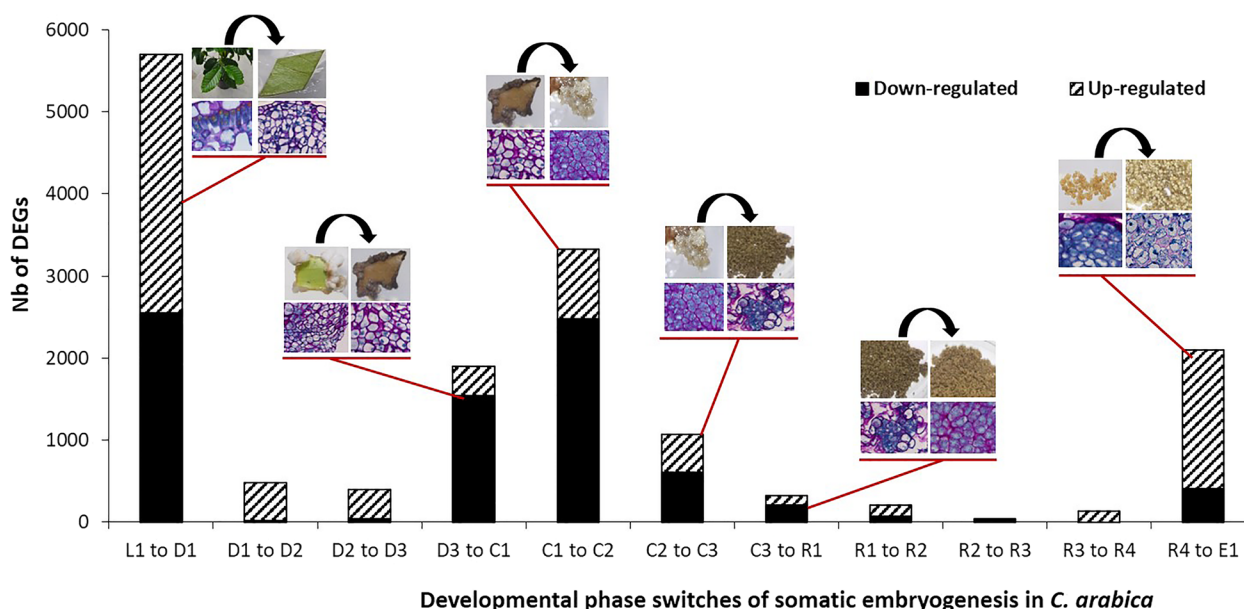 6000
5000
4000
3000
2000
1000
0
Nb of DEGs
Down-regulated Up-regulated
L1 to D1 D1 to D2 D2 to D3 D3 to C1 C1 to C2 C2 to C3 C3 to R1 R1 to R2 R2 to R3 R3 to R4 R4 to E1
Developmental phase switches of somatic embryogenesis in C. arabica